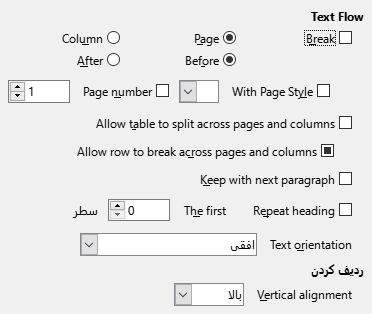 Text Flow
Break Page Column
Before After
With Page Style Page number 1
Allow table to split across pages and columns
Allow row to break across pages and columns
Keep with next paragraph
Repeat heading The first 0 سطر
Text orientation افقی
ردیف کردن
Vertical alignment بالا